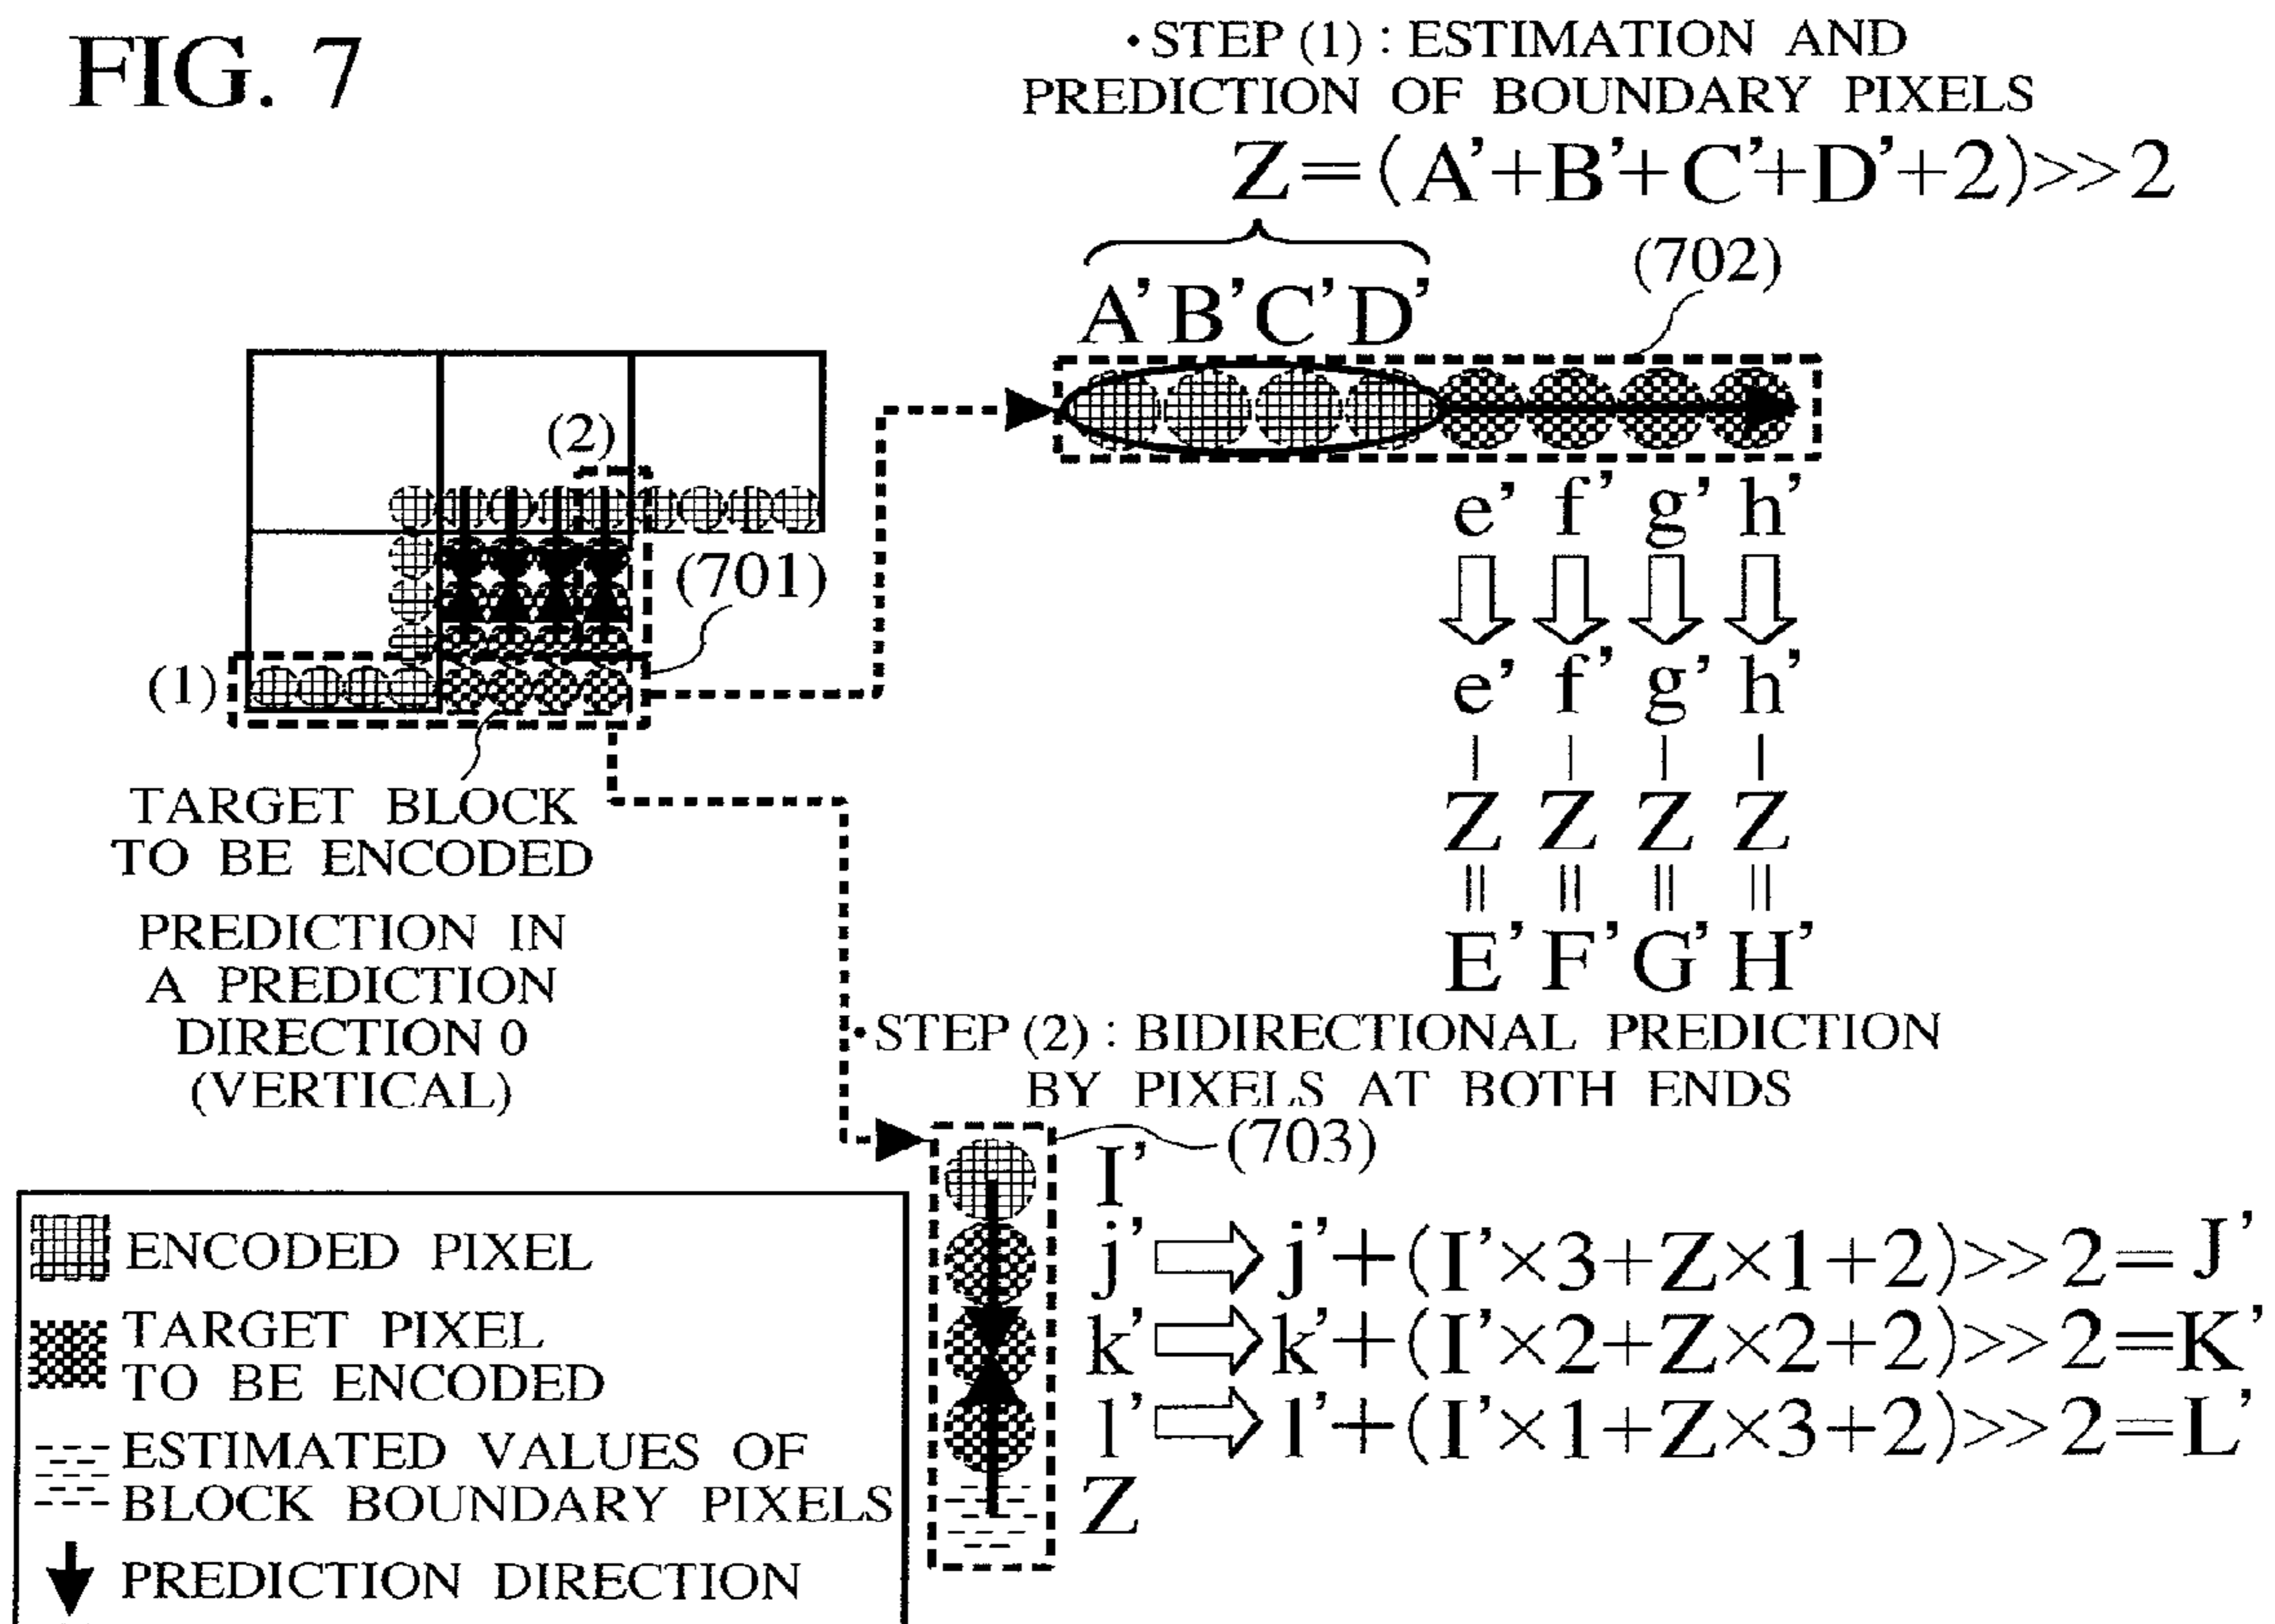 FIG. 7
•STEP (1) : ESTIMATION AND
PREDICTION OF BOUNDARY PIXELS
Z=(A'+B'+C'+D'+2)>>2
(702)
A' B' C' D'
(2)
(701)
(1)
e' f' g' h'
e' f' g' h'
– – – –
Z Z Z Z
= = = =
E' F' G' H'
TARGET BLOCK
TO BE ENCODED
PREDICTION IN
A PREDICTION
DIRECTION 0
(VERTICAL)
•STEP (2) : BIDIRECTIONAL PREDICTION
BY PIXELS AT BOTH ENDS
(703)
I'
j' ⇨ j'+(I'×3+Z×1+2)>>2=J'
k' ⇨ k'+(I'×2+Z×2+2)>>2=K'
l' ⇨ l'+(I'×1+Z×3+2)>>2=L'
Z
ENCODED PIXEL
TARGET PIXEL
TO BE ENCODED
ESTIMATED VALUES OF
BLOCK BOUNDARY PIXELS
PREDICTION DIRECTION